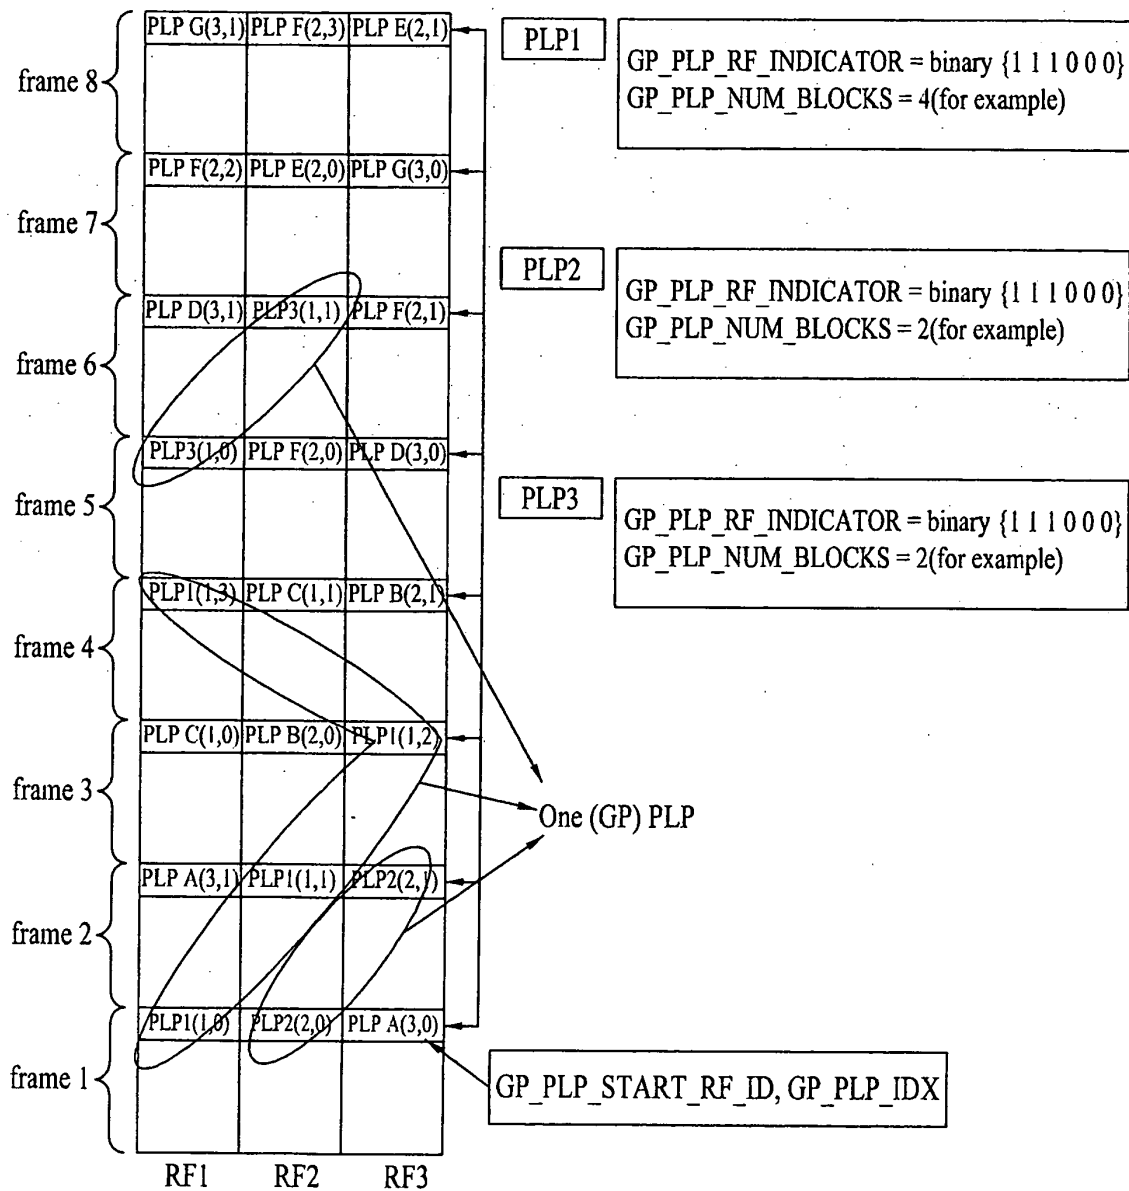 PLP G(3,1) PLP F(2,3) PLP E(2,1)
frame 8
PLP F(2,2) PLP E(2,0) PLP G(3,0)
frame 7
PLP D(3,1) PLP3(1,1) PLP F(2,1)
frame 6
PLP3(1,0) PLP F(2,0) PLP D(3,0)
frame 5
PLP1(1,3) PLP C(1,1) PLP B(2,1)
frame 4
PLP C(1,0) PLP B(2,0) PLP1(1,2)
frame 3
PLP A(3,1) PLP1(1,1) PLP2(2,1)
frame 2
PLP1(1,0) PLP2(2,0) PLP A(3,0)
frame 1
RF1 RF2 RF3
PLP1
GP_PLP_RF_INDICATOR = binary {1 1 1 0 0 0}
GP_PLP_NUM_BLOCKS = 4(for example)
PLP2
GP_PLP_RF_INDICATOR = binary {1 1 1 0 0 0}
GP_PLP_NUM_BLOCKS = 2(for example)
PLP3
GP_PLP_RF_INDICATOR = binary {1 1 1 0 0 0}
GP_PLP_NUM_BLOCKS = 2(for example)
One (GP) PLP
GP_PLP_START_RF_ID, GP_PLP_IDX